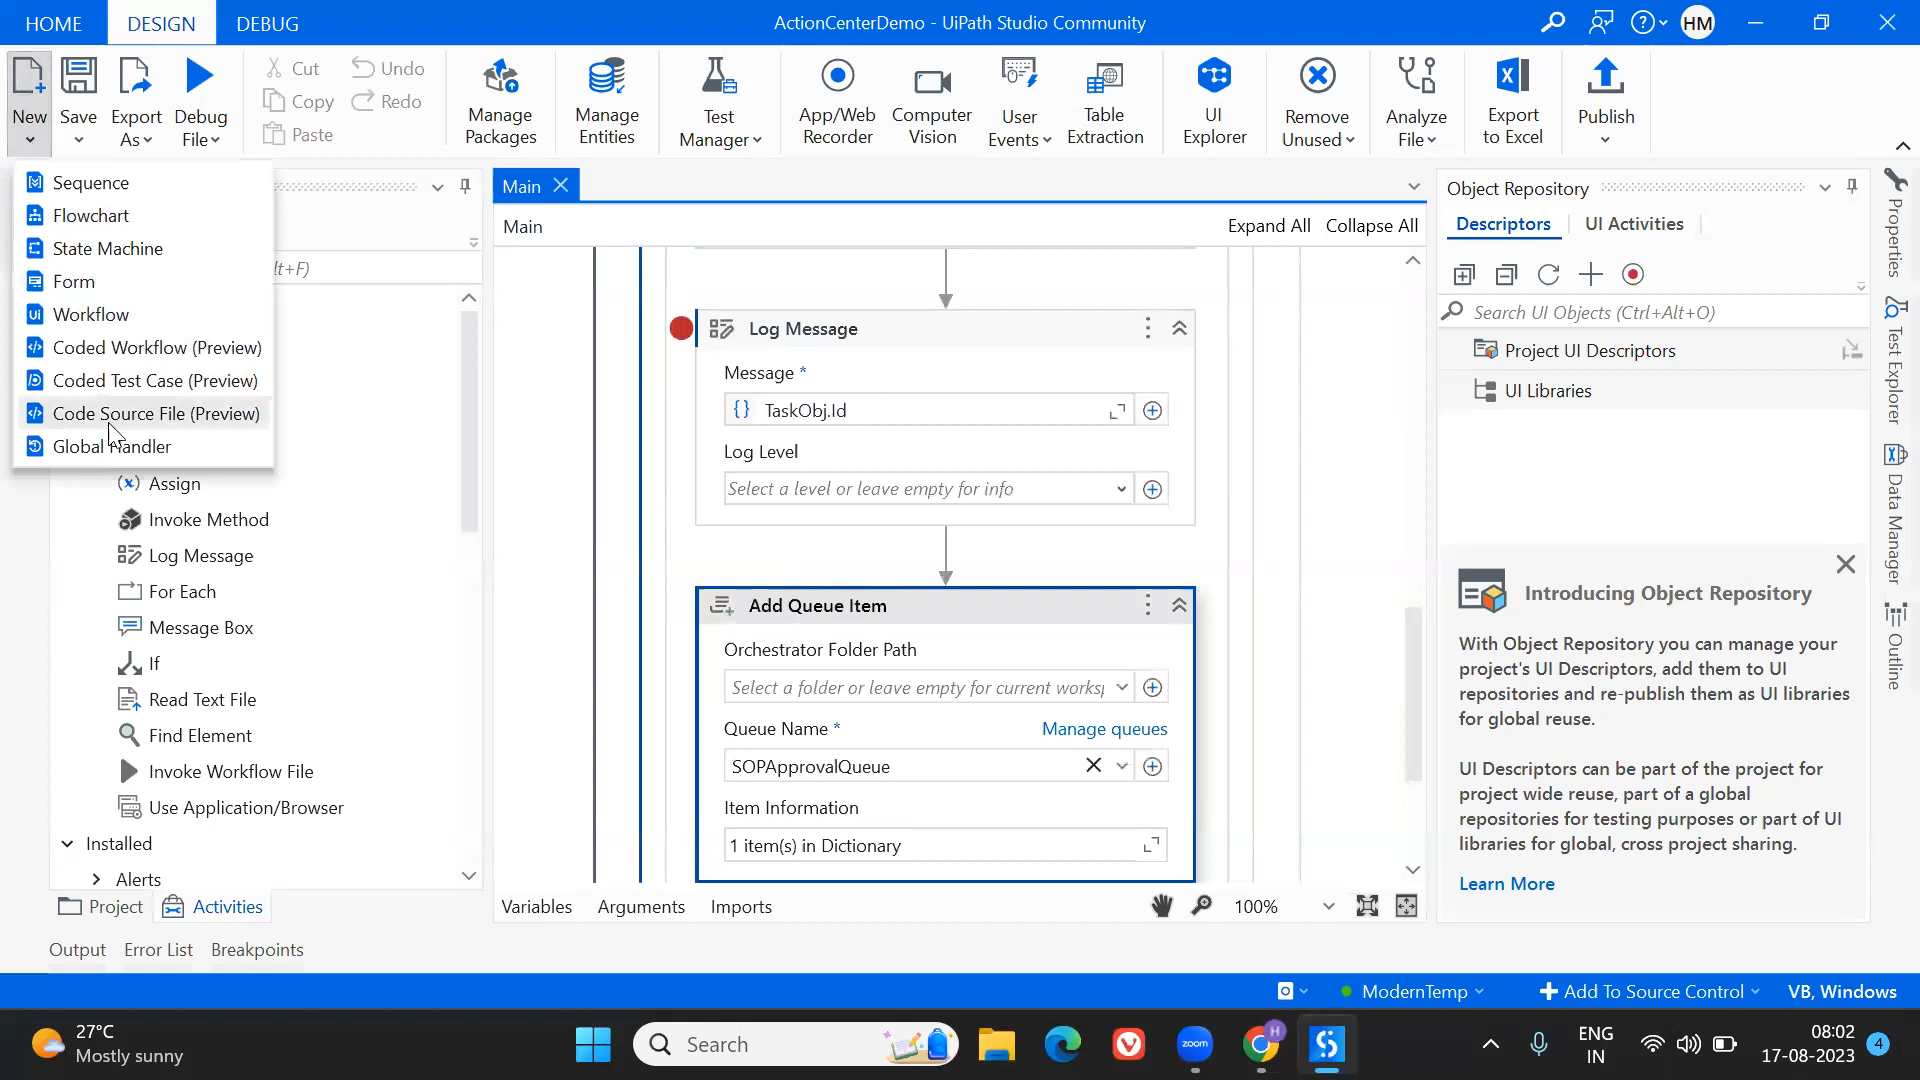 HOME DESIGN DEBUG
ActionCenterDemo - UiPath Studio Community
HM
New
Save
Export As
Debug File
Cut
Copy
Paste
Undo
Redo
Manage Packages
Manage Entities
Test Manager
App/Web Recorder
Computer Vision
User Events
Table Extraction
UI Explorer
Remove Unused
Analyze File
Export to Excel
Publish
Sequence
Flowchart
State Machine
Form
Workflow
Coded Workflow (Preview)
Coded Test Case (Preview)
Code Source File (Preview)
Global Handler
lt+F)
Assign
Invoke Method
Log Message
For Each
Message Box
If
Read Text File
Find Element
Invoke Workflow File
Use Application/Browser
Installed
Alerts
Project Activities
Output Error List Breakpoints
Main
Main
Expand All Collapse All
Log Message
Message *
{} TaskObj.Id
Log Level
Select a level or leave empty for info
Add Queue Item
Orchestrator Folder Path
Select a folder or leave empty for current worksp
Queue Name * Manage queues
SOPApprovalQueue
Item Information
1 item(s) in Dictionary
Variables Arguments Imports
100%
Object Repository
Descriptors UI Activities
Search UI Objects (Ctrl+Alt+O)
Project UI Descriptors
UI Libraries
Introducing Object Repository
With Object Repository you can manage your
project's UI Descriptors, add them to UI
repositories and re-publish them as UI libraries
for global reuse.
UI Descriptors can be part of the project for
project wide reuse, part of a global
repositories for testing purposes or part of UI
libraries for global, cross project sharing.
Learn More
Properties
Test Explorer
Data Manager
Outline
ModernTemp
Add To Source Control
VB, Windows
27°C
Mostly sunny
Search
zoom
H
ENG
IN
08:02
17-08-2023
4